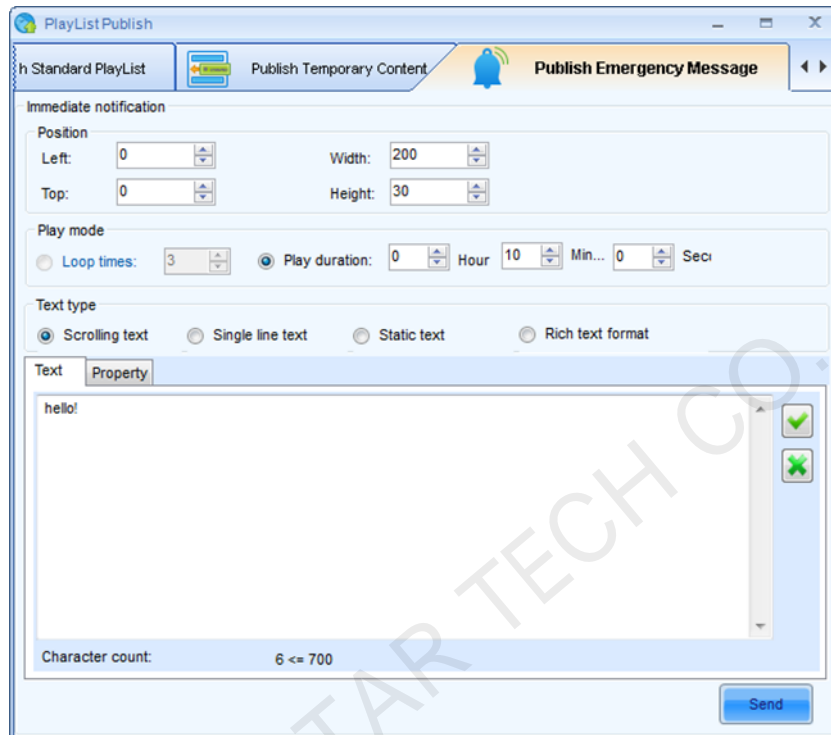 PlayList Publish
h Standard PlayList Publish Temporary Content Publish Emergency Message
Immediate notification
Position
Left: 0 Width: 200
Top: 0 Height: 30
Play mode
Loop times: 3 Play duration: 0 Hour 10 Min... 0 Sec
Text type
Scrolling text Single line text Static text Rich text format
Text Property
hello!
Character count: 6 <= 700
Send
TAR TECH CO.